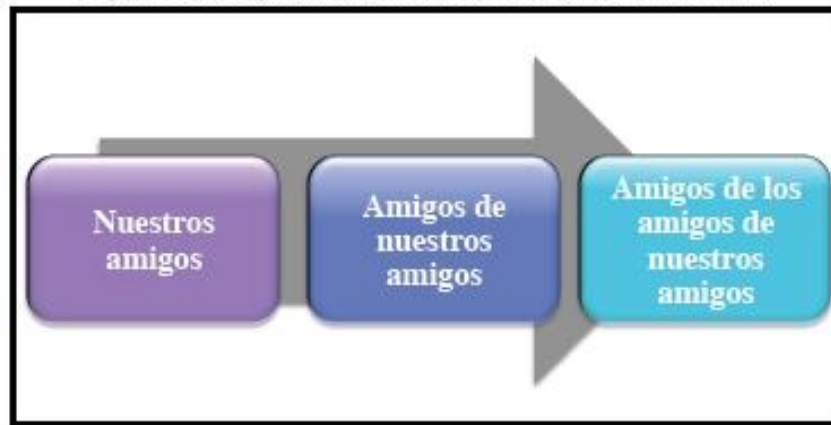 Nuestros
amigos
Amigos de
nuestros
amigos
Amigos de los
amigos de
nuestros
amigos